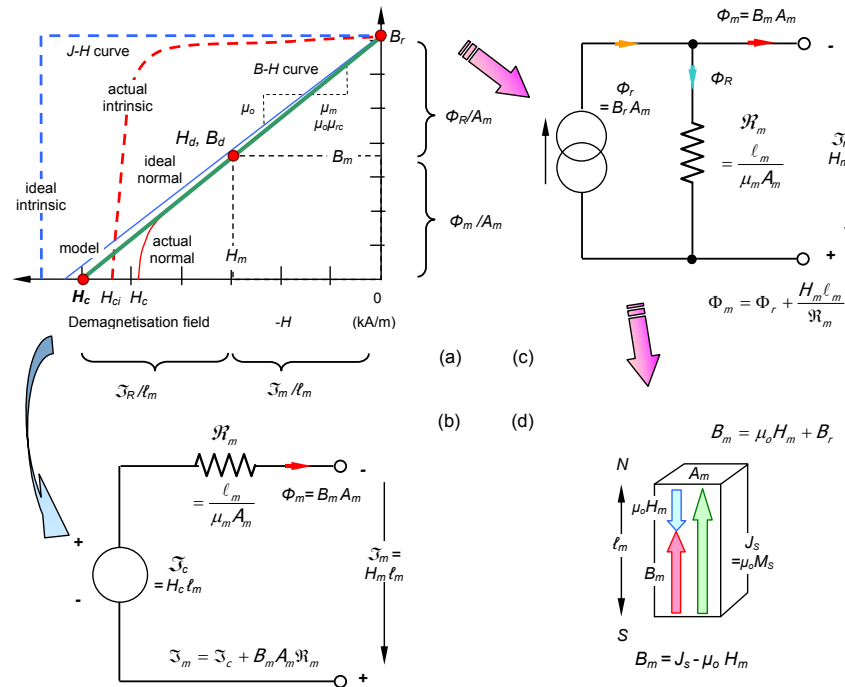 J-H curve
B_r
B-H curve
actual
intrinsic
μ_o
μ_m
μ_oμ_rc
Φ_R/A_m
H_d, B_d
ideal
normal
B_m
ideal
intrinsic
model
actual
normal
H_m
Φ_m/A_m
H_c
H_ci
H_c
0
Demagnetisation field -H (kA/m)
ℑ_R/ℓ_m
ℑ_m/ℓ_m
(a)
(c)
Φ_m= B_m A_m
-
Φ_R
Φ_r
= B_r A_m
ℜ_m
= ℓ_m / μ_m A_m
H_m
+
Φ_m = Φ_r + H_m ℓ_m / ℜ_m
(b)
(d)
ℜ_m
= ℓ_m / μ_m A_m
-
Φ_m= B_m A_m
+
-
ℑ_c
= H_c ℓ_m
ℑ_m =
H_m ℓ_m
ℑ_m = ℑ_c + B_m A_m ℜ_m
+
B_m = μ_o H_m + B_r
N
A_m
μ_oH_m
ℓ_m
B_m
J_s
=μ_oM_s
S
B_m = J_s - μ_o H_m